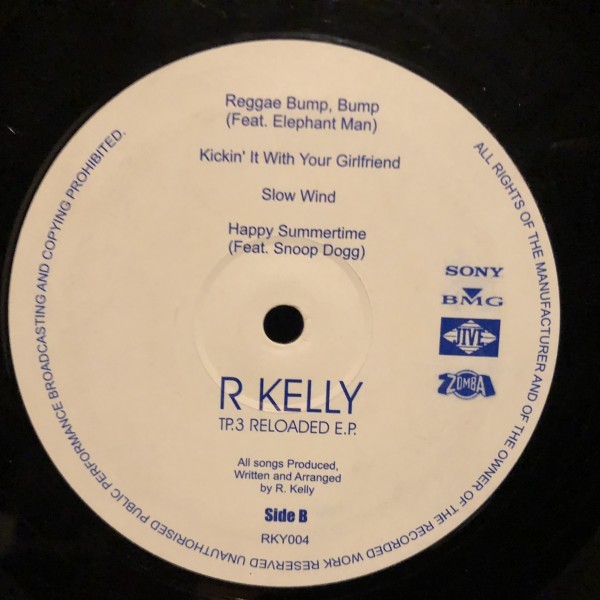 Reggae Bump, Bump
(Feat. Elephant Man)
Kickin' It With Your Girlfriend
Slow Wind
Happy Summertime
(Feat. Snoop Dogg)
SONY
BMG
JIVE
ZOMBA
R KELLY
TP.3 RELOADED E.P.
All songs Produced,
Written and Arranged
by R. Kelly
Side B
RKY004
ALL RIGHTS OF THE MANUFACTURER AND OF THE OWNER OF THE RECORDED WORK RESERVED UNAUTHORISED PUBLIC PERFORMANCE BROADCASTING AND COPYING PROHIBITED.